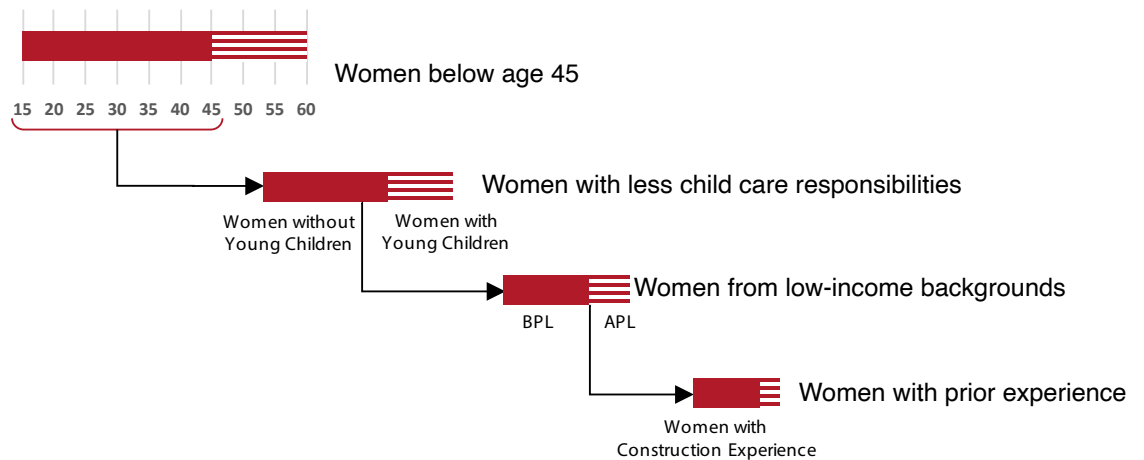 Women below age 45
15 20 25 30 35 40 45 50 55 60
Women with less child care responsibilities
Women without
Young Children
Women with
Young Children
Women from low-income backgrounds
BPL
APL
Women with prior experience
Women with
Construction Experience